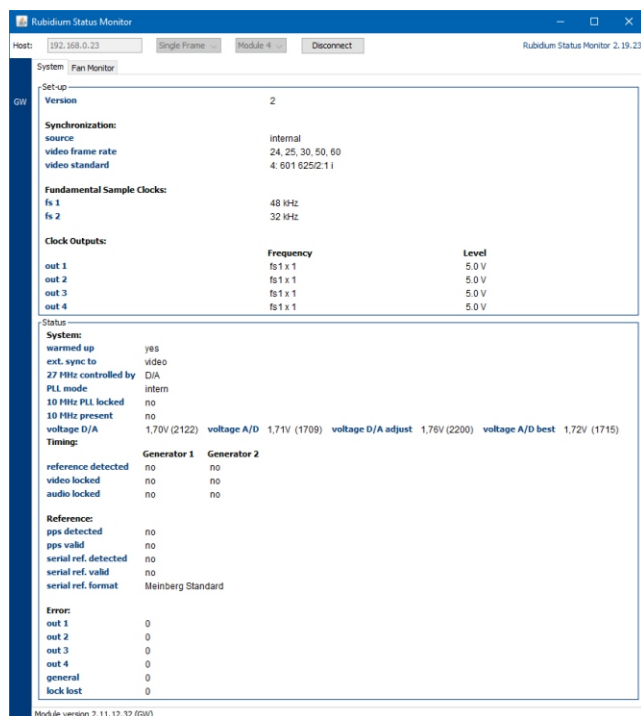 Rubidium Status Monitor
Host: 192.168.0.23 Single Frame Module 4 Disconnect Rubidium Status Monitor 2.19.23
System Fan Monitor
GW
Set-up
Version 2
Synchronization:
source internal
video frame rate 24, 25, 30, 50, 60
video standard 4: 601 625/2:1 i
Fundamental Sample Clocks:
fs 1 48 kHz
fs 2 32 kHz
Clock Outputs:
Frequency Level
out 1 fs1 x 1 5.0 V
out 2 fs1 x 1 5.0 V
out 3 fs1 x 1 5.0 V
out 4 fs1 x 1 5.0 V
Status
System:
warmed up yes
ext. sync to video
27 MHz controlled by D/A
PLL mode intern
10 MHz PLL locked no
10 MHz present no
voltage D/A 1,70V (2122) voltage A/D 1,71V (1709) voltage D/A adjust 1,76V (2200) voltage A/D best 1,72V (1715)
Timing:
Generator 1 Generator 2
reference detected no no
video locked no no
audio locked no no
Reference:
pps detected no
pps valid no
serial ref. detected no
serial ref. valid no
serial ref. format Meinberg Standard
Error:
out 1 0
out 2 0
out 3 0
out 4 0
general 0
lock lost 0
Module version 2.11.12.32 (GW)